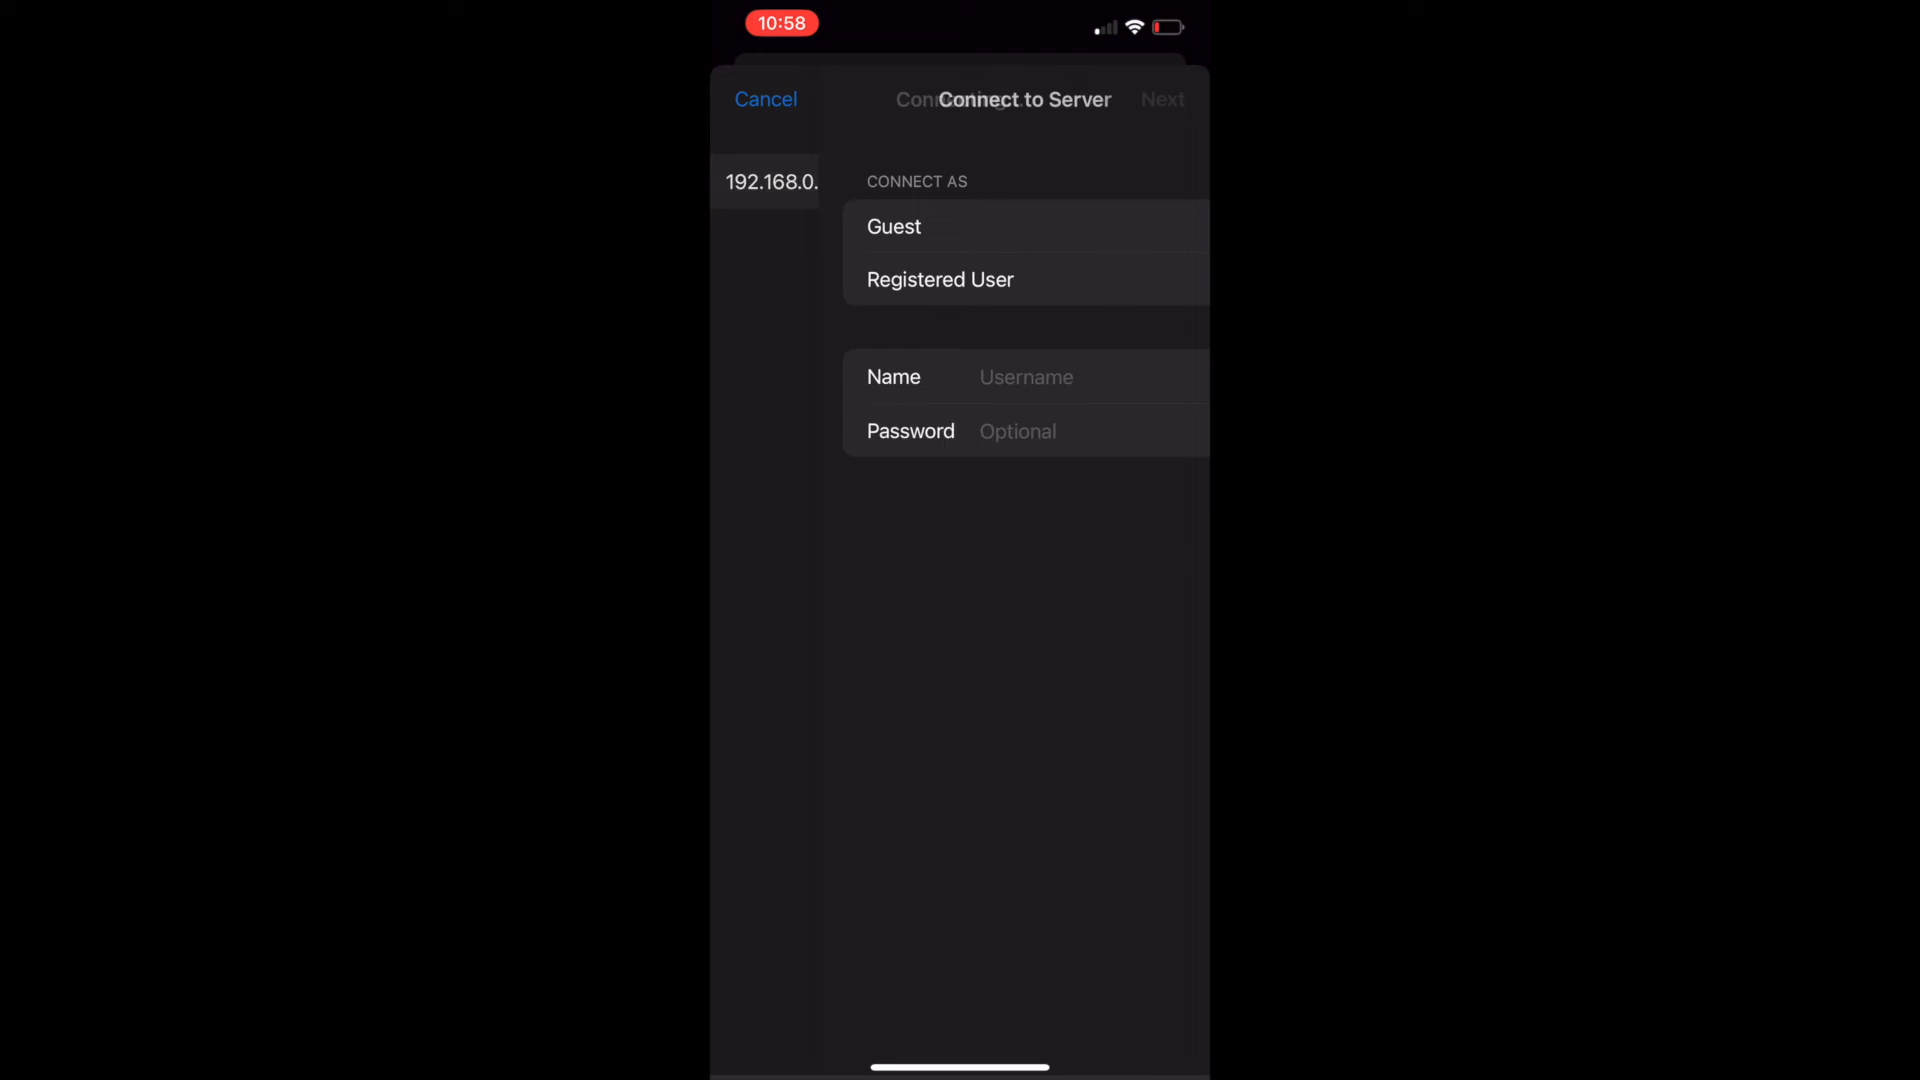 10:58
Cancel
Connect to Server
Next
192.168.0.
CONNECT AS
Guest
Registered User
Name Username
Password Optional